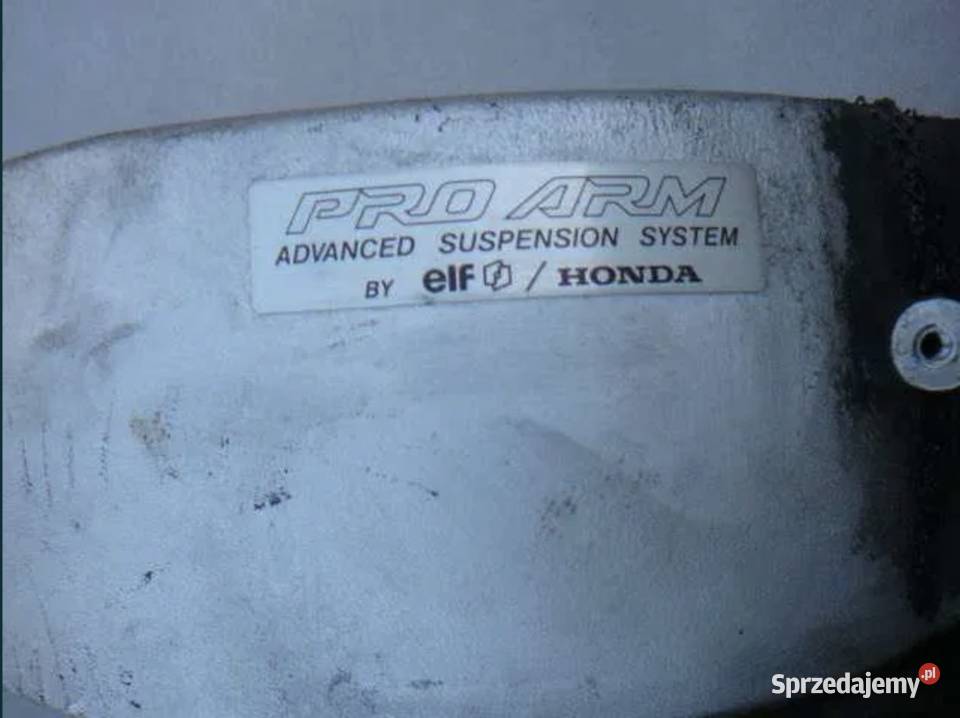 PRO ARM
ADVANCED SUSPENSION SYSTEM
BY elf / HONDA
Sprzedajemy.pl